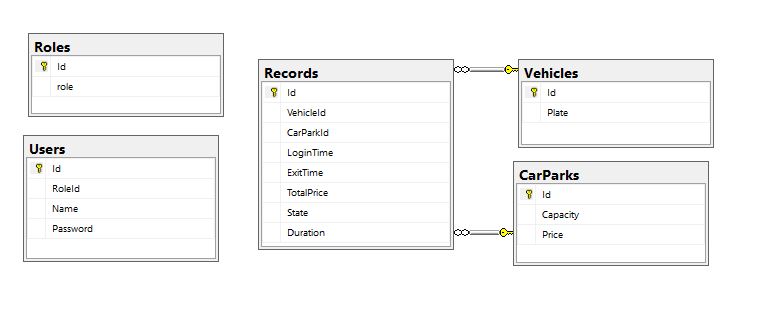 Roles
Id
role
Users
Id
RoleId
Name
Password
Records
Id
VehicleId
CarParkId
LoginTime
ExitTime
TotalPrice
State
Duration
Vehicles
Id
Plate
CarParks
Id
Capacity
Price